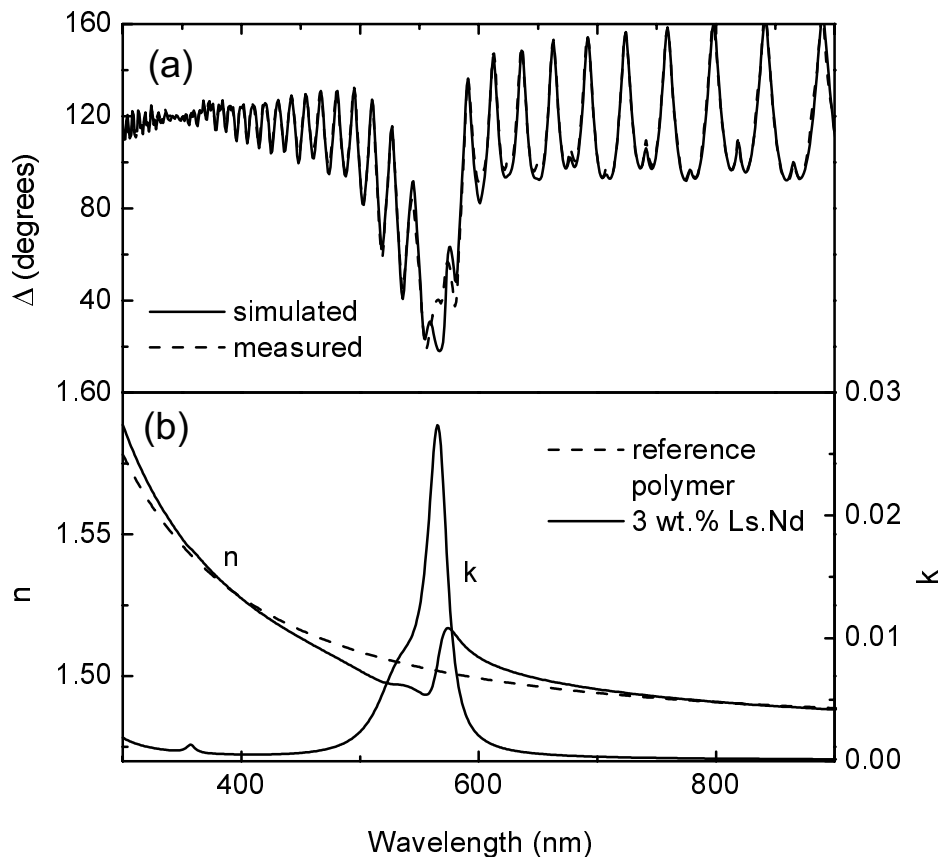 160
(a)
120
80
Δ (degrees)
40
simulated
measured
1.60
0.03
(b)
reference
polymer
3 wt.% Ls.Nd
0.02
1.55
n
k
n
k
0.01
1.50
0.00
400
600
800
Wavelength (nm)